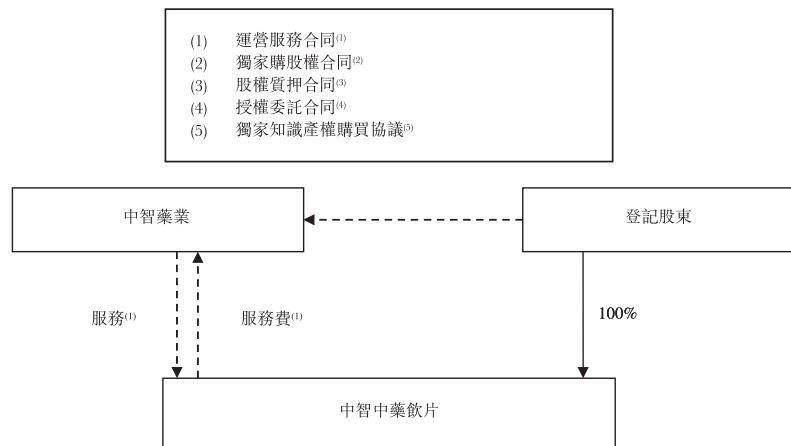 (1) 運營服務合同(1)
(2) 獨家購股權合同(2)
(3) 股權質押合同(3)
(4) 授權委託合同(4)
(5) 獨家知識產權購買協議(5)
中智藥業
登記股東
服務(1)
服務費(1)
100%
中智中藥飲片